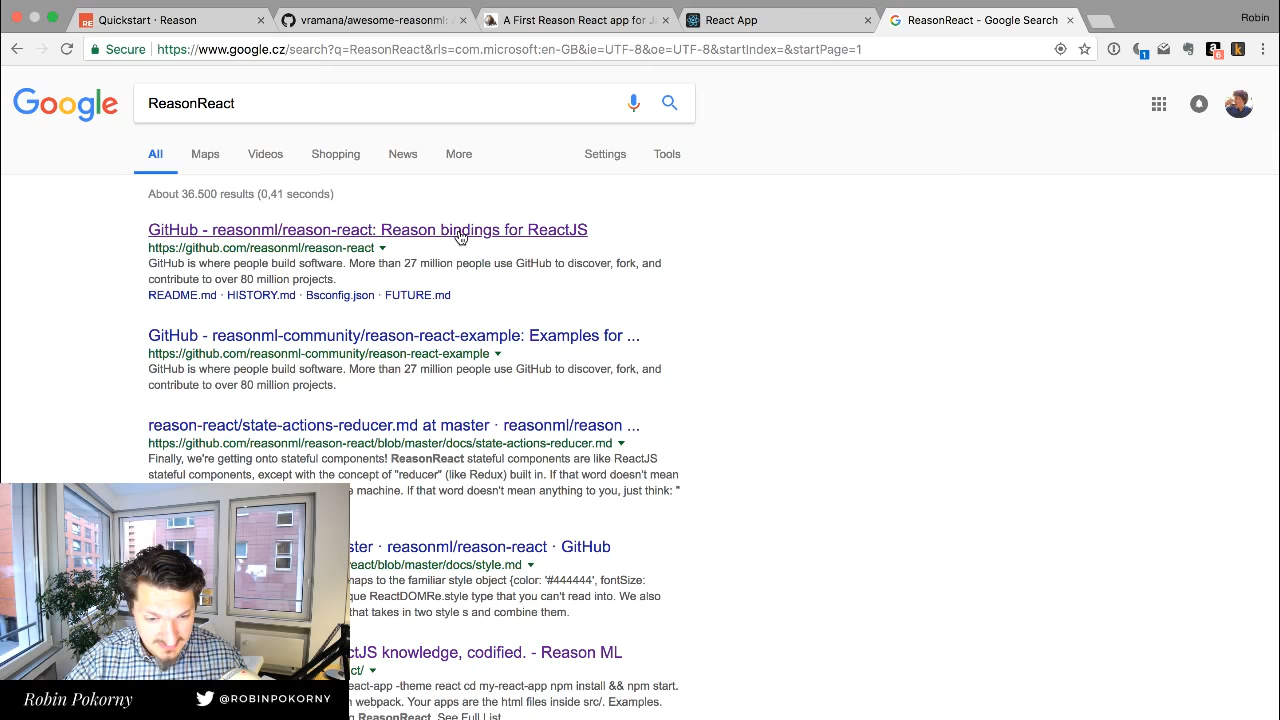 Quickstart · Reason
vramana/awesome-reasonml:
A First Reason React app for J
React App
ReasonReact - Google Search
Robin
Secure
https://www.google.cz/search?q=ReasonReact&rls=com.microsoft:en-GB&ie=UTF-8&oe=UTF-8&startIndex=&startPage=1
1
6
Google
ReasonReact
All
Maps
Videos
Shopping
News
More
Settings
Tools
About 36.500 results (0,41 seconds)
GitHub - reasonml/reason-react: Reason bindings for ReactJS
https://github.com/reasonml/reason-react
GitHub is where people build software. More than 27 million people use GitHub to discover, fork, and
contribute to over 80 million projects.
README.md · HISTORY.md · Bsconfig.json · FUTURE.md
GitHub - reasonml-community/reason-react-example: Examples for ...
https://github.com/reasonml-community/reason-react-example
GitHub is where people build software. More than 27 million people use GitHub to discover, fork, and
contribute to over 80 million projects.
reason-react/state-actions-reducer.md at master · reasonml/reason ...
https://github.com/reasonml/reason-react/blob/master/docs/state-actions-reducer.md
Finally, we're getting onto stateful components! ReasonReact stateful components are like ReactJS
stateful components, except with the concept of "reducer" (like Redux) built in. If that word doesn't mean
e machine. If that word doesn't mean anything to you, just think: "
ster · reasonml/reason-react · GitHub
react/blob/master/docs/style.md
maps to the familiar style object {color: '#444444', fontSize:
que ReactDOMRe.style type that you can't read into. We also
that takes in two style s and combine them.
ctJS knowledge, codified. - Reason ML
ct/
ct-app -theme react cd my-react-app npm install && npm start.
n webpack. Your apps are the html files inside src/. Examples.
ReasonReact. See Full List
Robin Pokorny
@ROBINPOKORNY